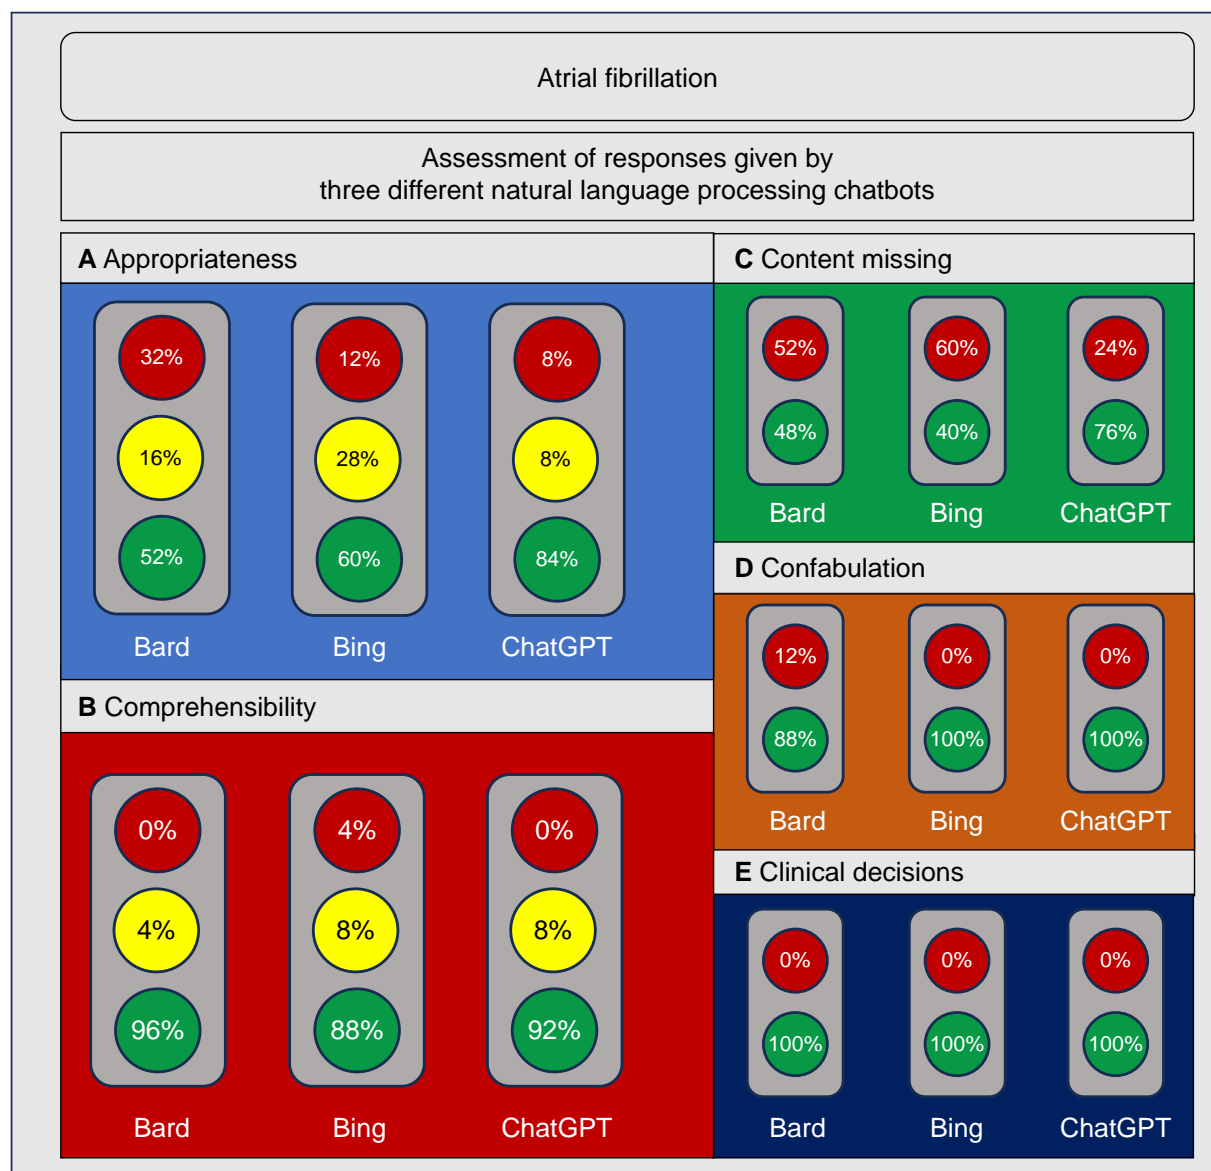 Atrial fibrillation
Assessment of responses given by
three different natural language processing chatbots
A Appropriateness
32% 12% 8%
16% 28% 8%
52% 60% 84%
Bard Bing ChatGPT
B Comprehensibility
0% 4% 0%
4% 8% 8%
96% 88% 92%
Bard Bing ChatGPT
C Content missing
52% 60% 24%
48% 40% 76%
Bard Bing ChatGPT
D Confabulation
12% 0% 0%
88% 100% 100%
Bard Bing ChatGPT
E Clinical decisions
0% 0% 0%
100% 100% 100%
Bard Bing ChatGPT